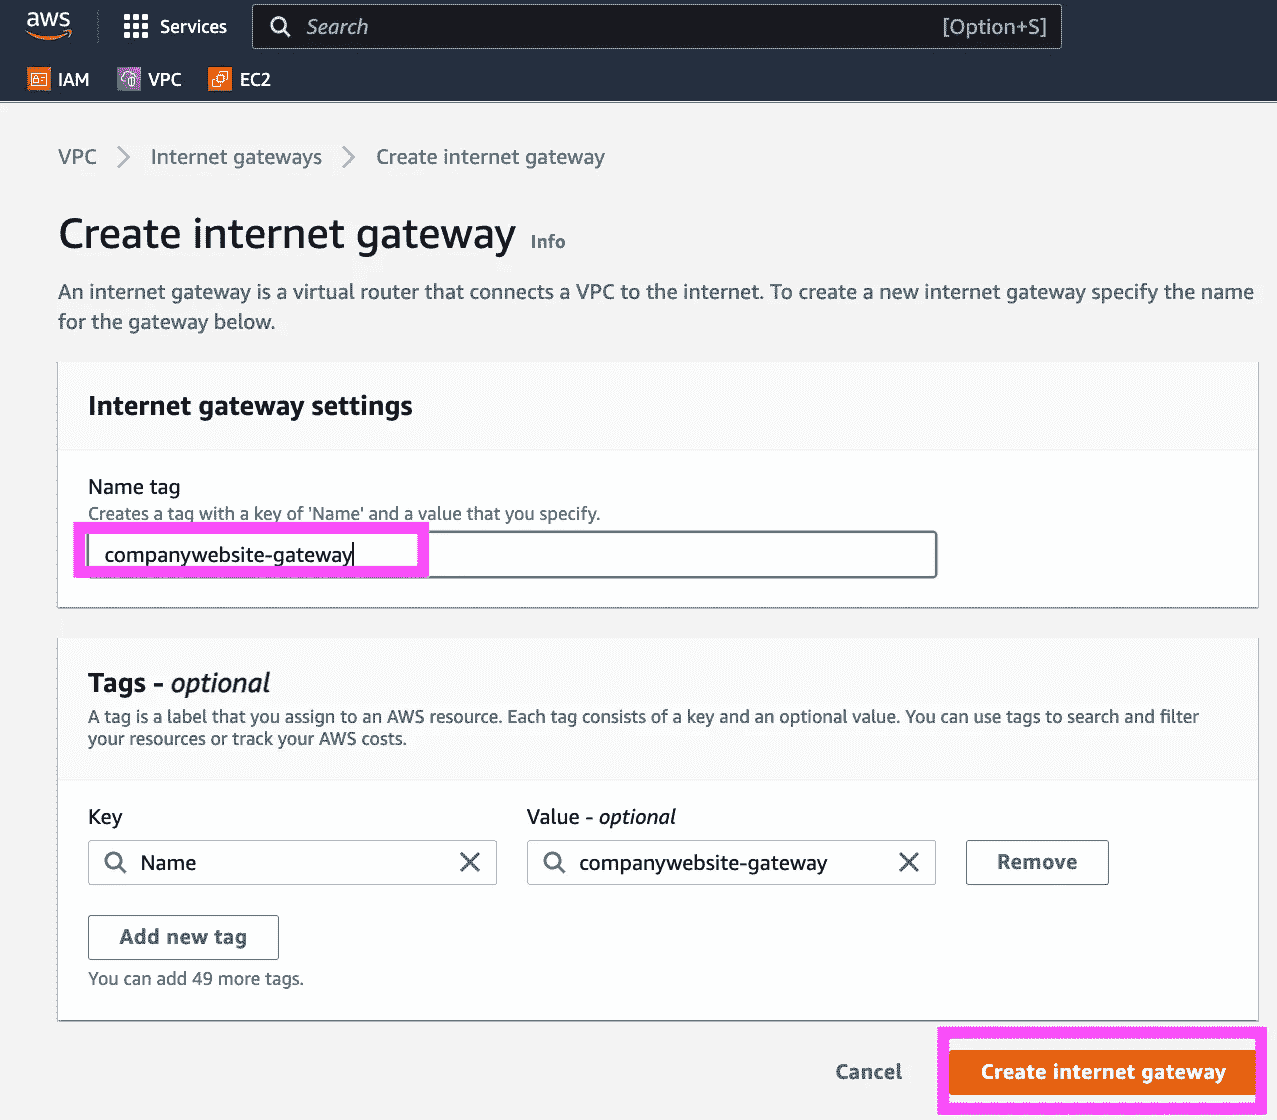 aws Services Search [Option+S]
IAM VPC EC2
VPC Internet gateways Create internet gateway
Create internet gateway Info
An internet gateway is a virtual router that connects a VPC to the internet. To create a new internet gateway specify the name
for the gateway below.
Internet gateway settings
Name tag
Creates a tag with a key of 'Name' and a value that you specify.
companywebsite-gateway
Tags - optional
A tag is a label that you assign to an AWS resource. Each tag consists of a key and an optional value. You can use tags to search and filter
your resources or track your AWS costs.
Key Value - optional
Name companywebsite-gateway Remove
Add new tag
You can add 49 more tags.
Cancel Create internet gateway